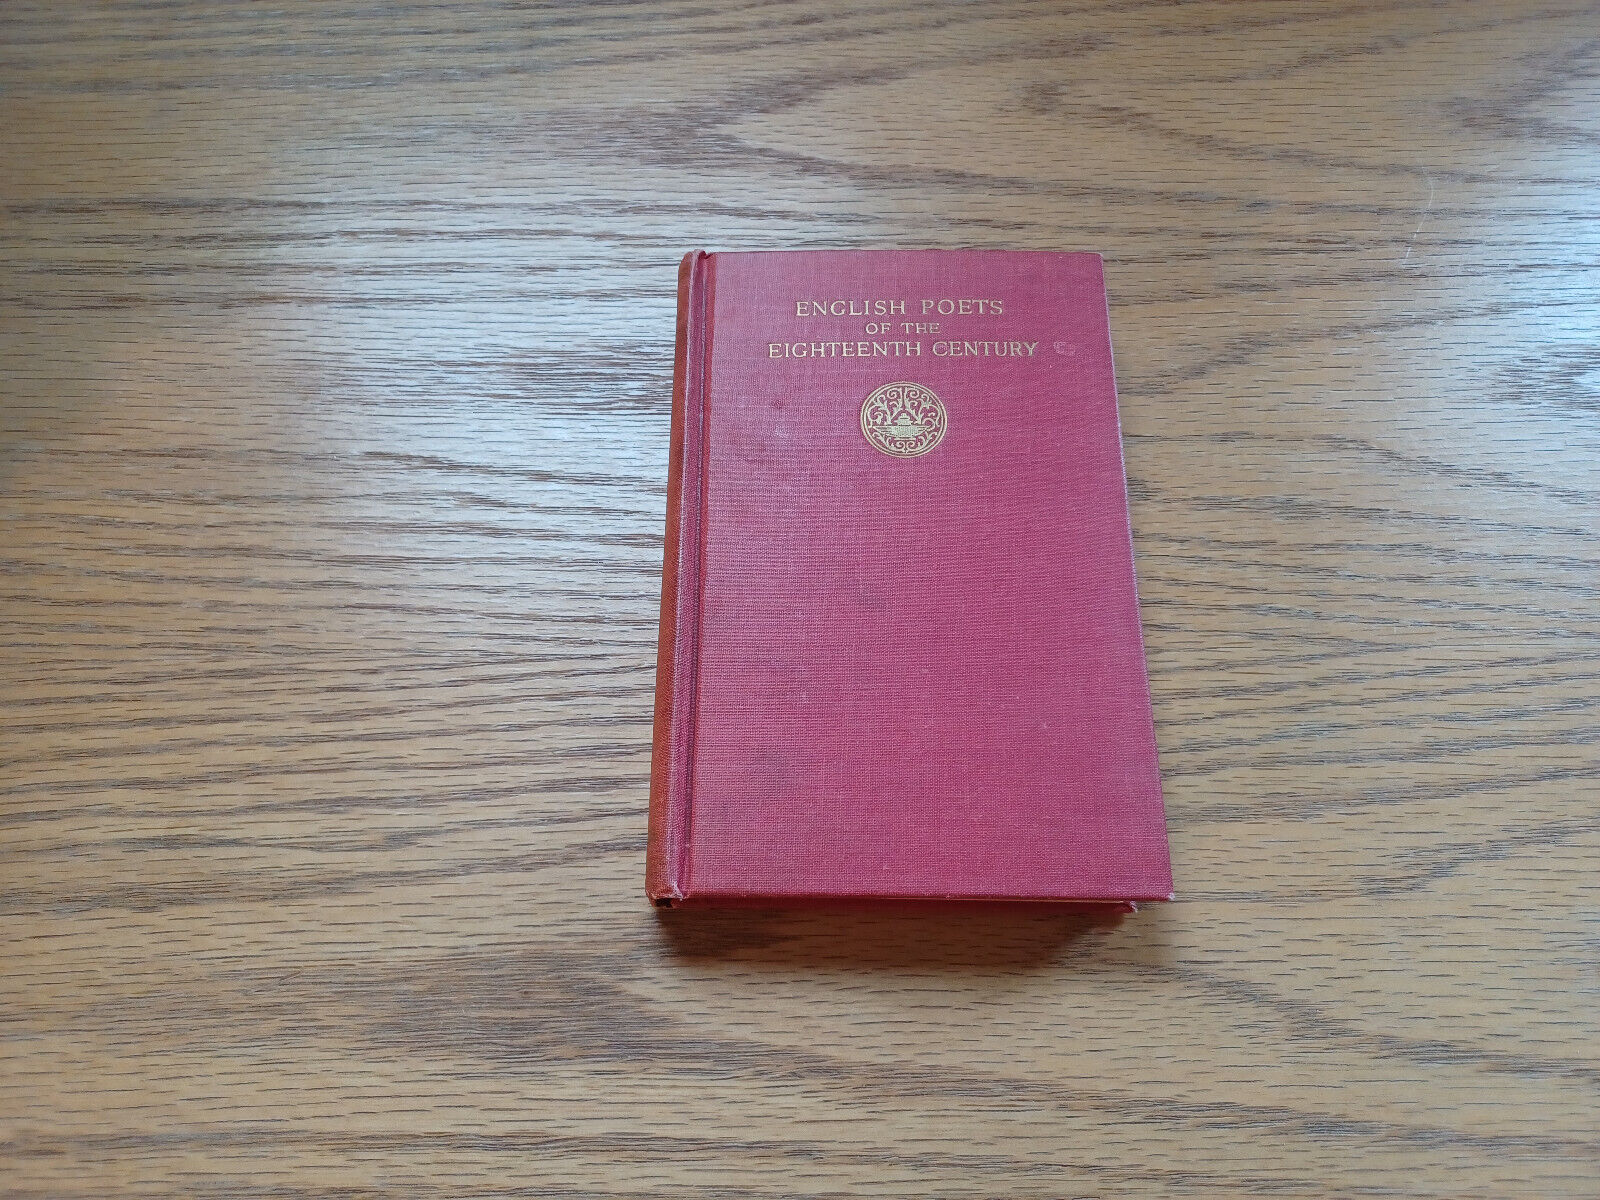 ENGLISH POETS
OF THE
EIGHTEENTH CENTURY